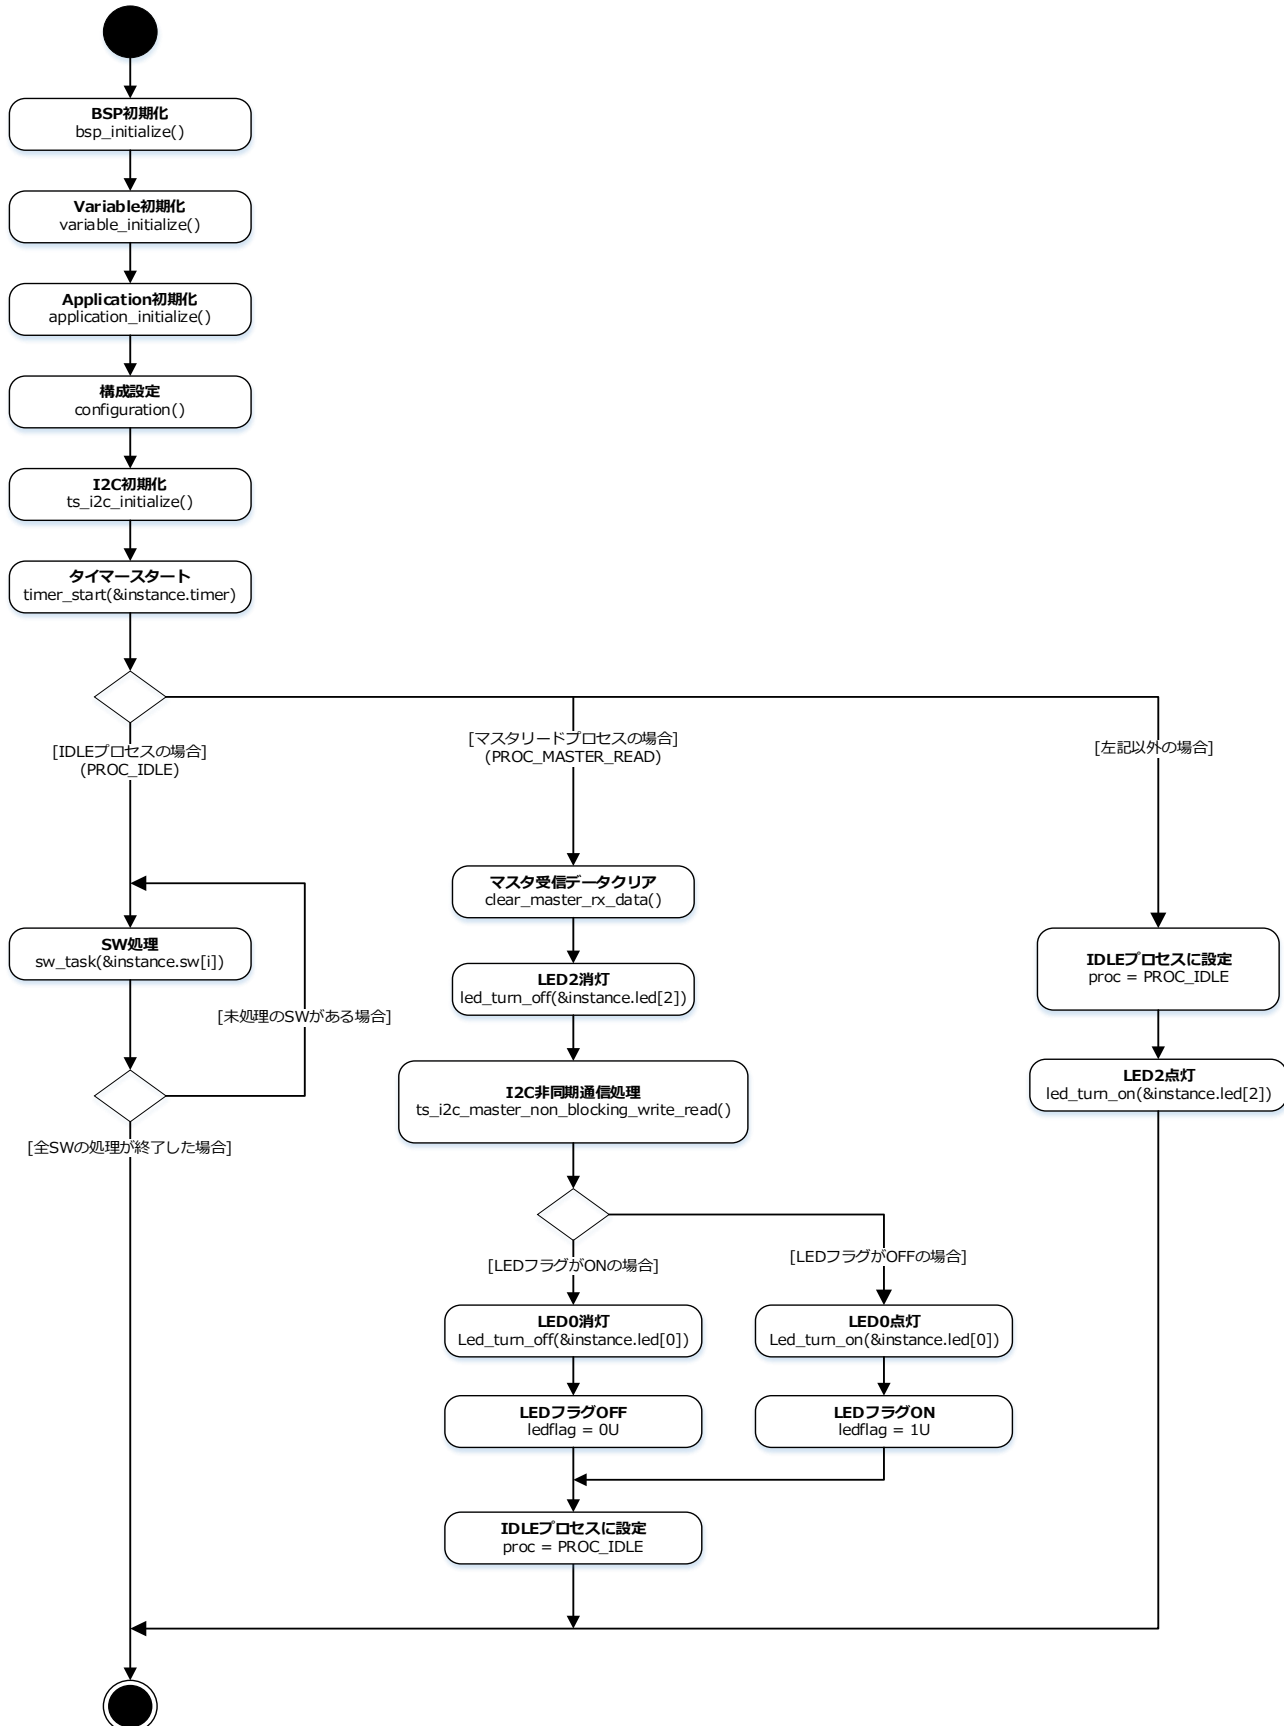 BSP初期化
bsp_initialize()
Variable初期化
variable_initialize()
Application初期化
application_initialize()
構成設定
configuration()
I2C初期化
ts_i2c_initialize()
タイマースタート
timer_start(&instance.timer)
[IDLEプロセスの場合]
(PROC_IDLE)
[マスタリードプロセスの場合]
(PROC_MASTER_READ)
[左記以外の場合]
マスタ受信データクリア
clear_master_rx_data()
SW処理
sw_task(&instance.sw[i])
IDLEプロセスに設定
proc = PROC_IDLE
LED2消灯
led_turn_off(&instance.led[2])
[未処理のSWがある場合]
I2C非同期通信処理
ts_i2c_master_non_blocking_write_read()
LED2点灯
led_turn_on(&instance.led[2])
[全SWの処理が終了した場合]
[LEDフラグがONの場合]
[LEDフラグがOFFの場合]
LED0消灯
Led_turn_off(&instance.led[0])
LED0点灯
Led_turn_on(&instance.led[0])
LEDフラグOFF
ledflag = 0U
LEDフラグON
ledflag = 1U
IDLEプロセスに設定
proc = PROC_IDLE